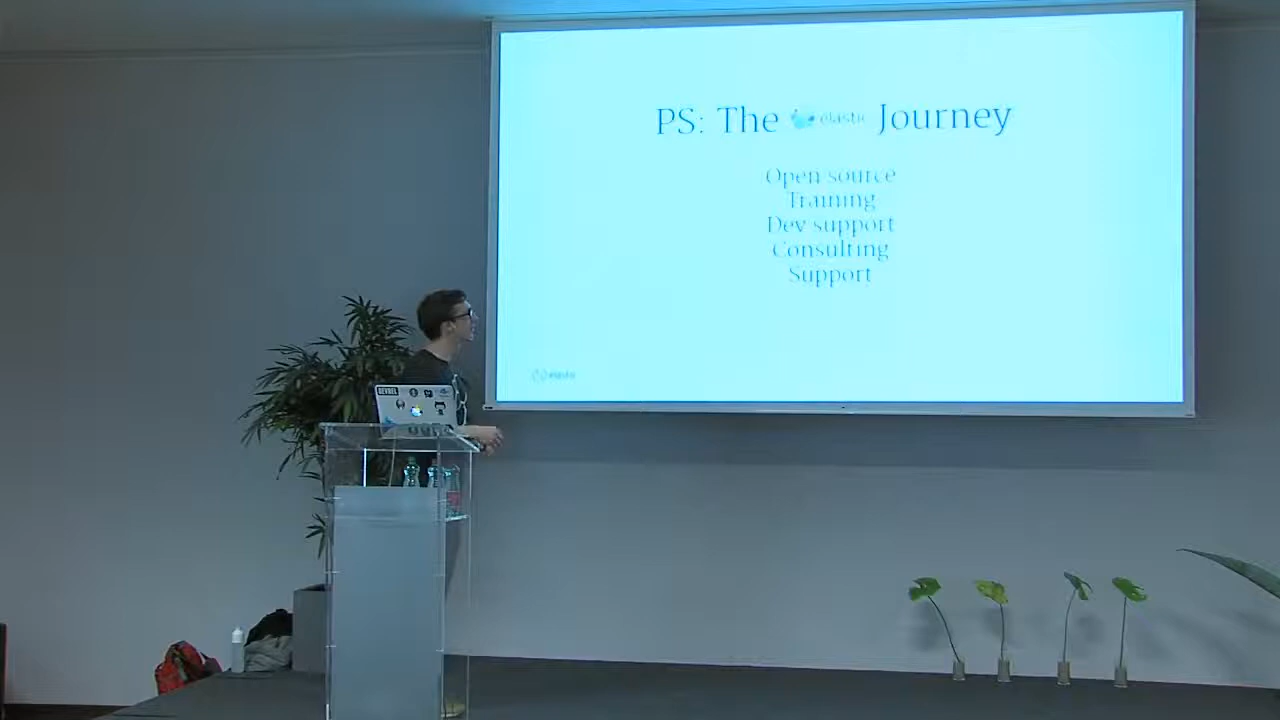 PS: The elastic Journey
Open source
Training
Dev support
Consulting
Support